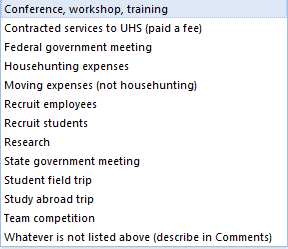 Conference, workshop, training
Contracted services to UHS (paid a fee)
Federal government meeting
Househunting expenses
Moving expenses (not househunting)
Recruit employees
Recruit students
Research
State government meeting
Student field trip
Study abroad trip
Team competition
Whatever is not listed above (describe in Comments)